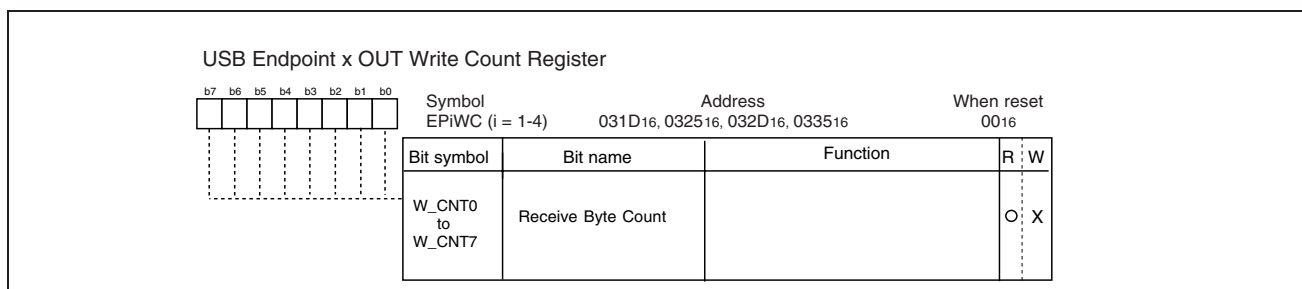 USB Endpoint x OUT Write Count Register
b7 b6 b5 b4 b3 b2 b1 b0
Symbol Address When reset
EPiWC (i = 1-4) 031D16, 032516, 032D16, 033516 0016
Bit symbol Bit name Function R W
W_CNT0
to
W_CNT7
Receive Byte Count
O X